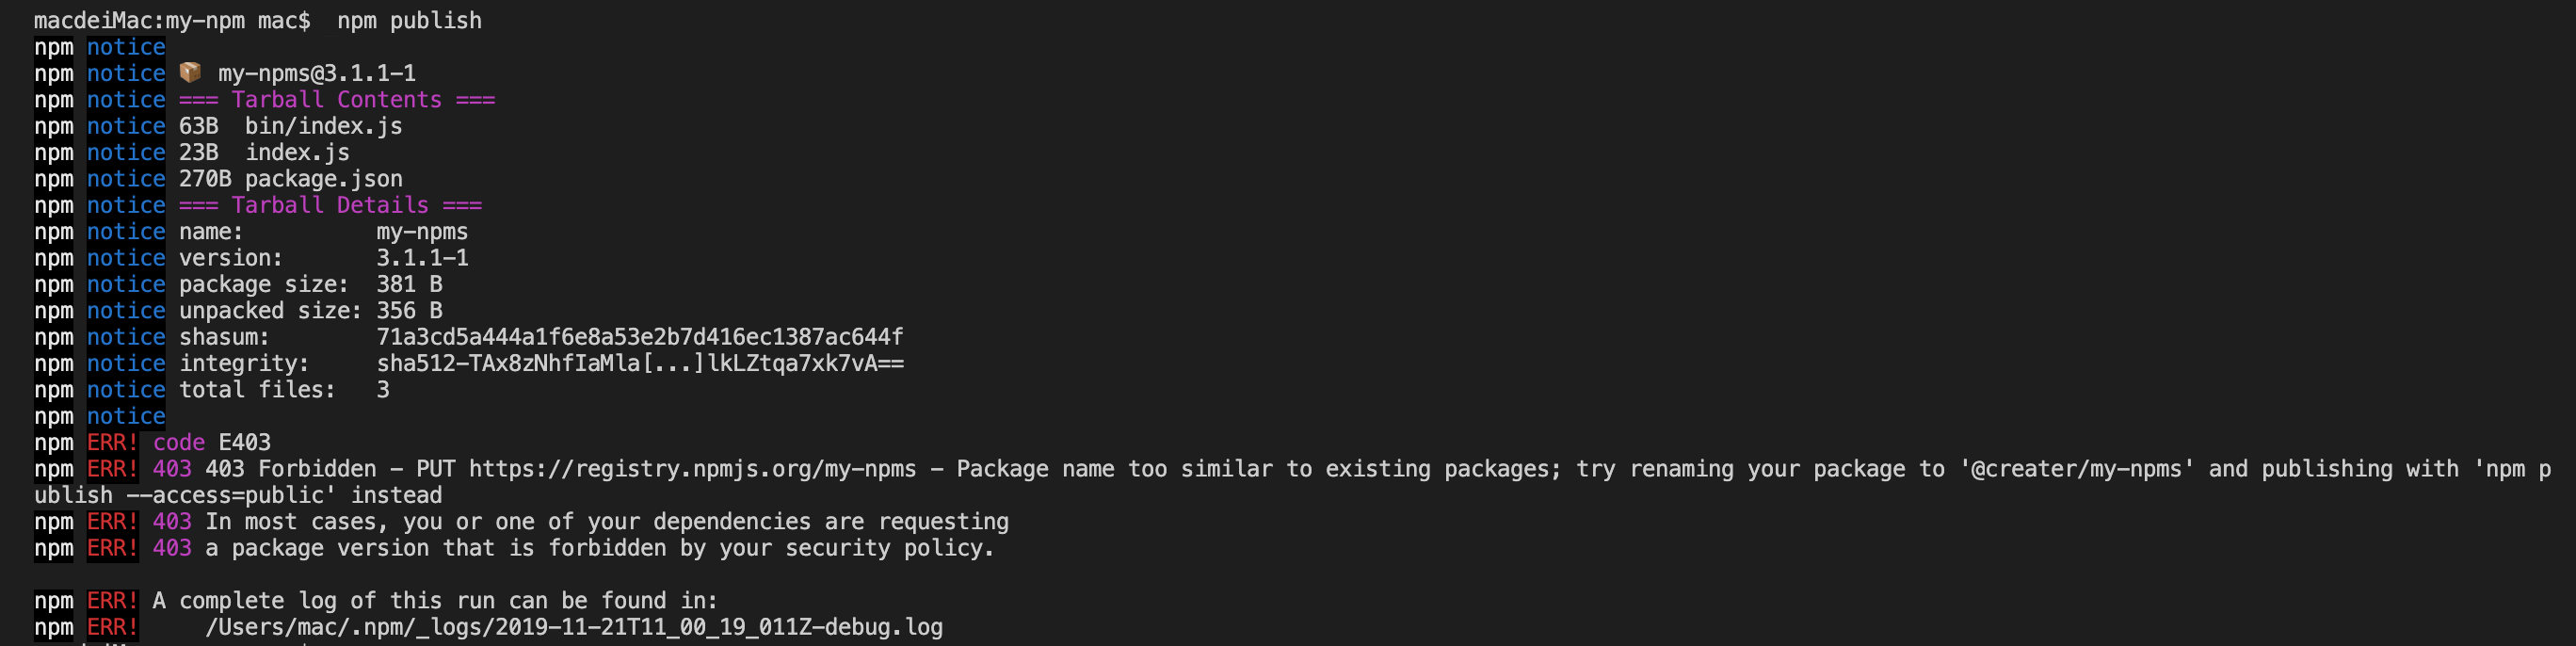 macdeiMac:my-npm mac$  npm publish
npm notice
npm notice 📦  my-npms@3.1.1-1
npm notice === Tarball Contents ===
npm notice 63B  bin/index.js
npm notice 23B  index.js
npm notice 270B package.json
npm notice === Tarball Details ===
npm notice name:          my-npms
npm notice version:       3.1.1-1
npm notice package size:  381 B
npm notice unpacked size: 356 B
npm notice shasum:        71a3cd5a444a1f6e8a53e2b7d416ec1387ac644f
npm notice integrity:     sha512-TAx8zNhfIaMla[...]lkLZtqa7xk7vA==
npm notice total files:   3
npm notice
npm ERR! code E403
npm ERR! 403 403 Forbidden - PUT https://registry.npmjs.org/my-npms - Package name too similar to existing packages; try renaming your package to '@creater/my-npms' and publishing with 'npm p
ublish --access=public' instead
npm ERR! 403 In most cases, you or one of your dependencies are requesting
npm ERR! 403 a package version that is forbidden by your security policy.
npm ERR! A complete log of this run can be found in:
npm ERR!     /Users/mac/.npm/_logs/2019-11-21T11_00_19_011Z-debug.log